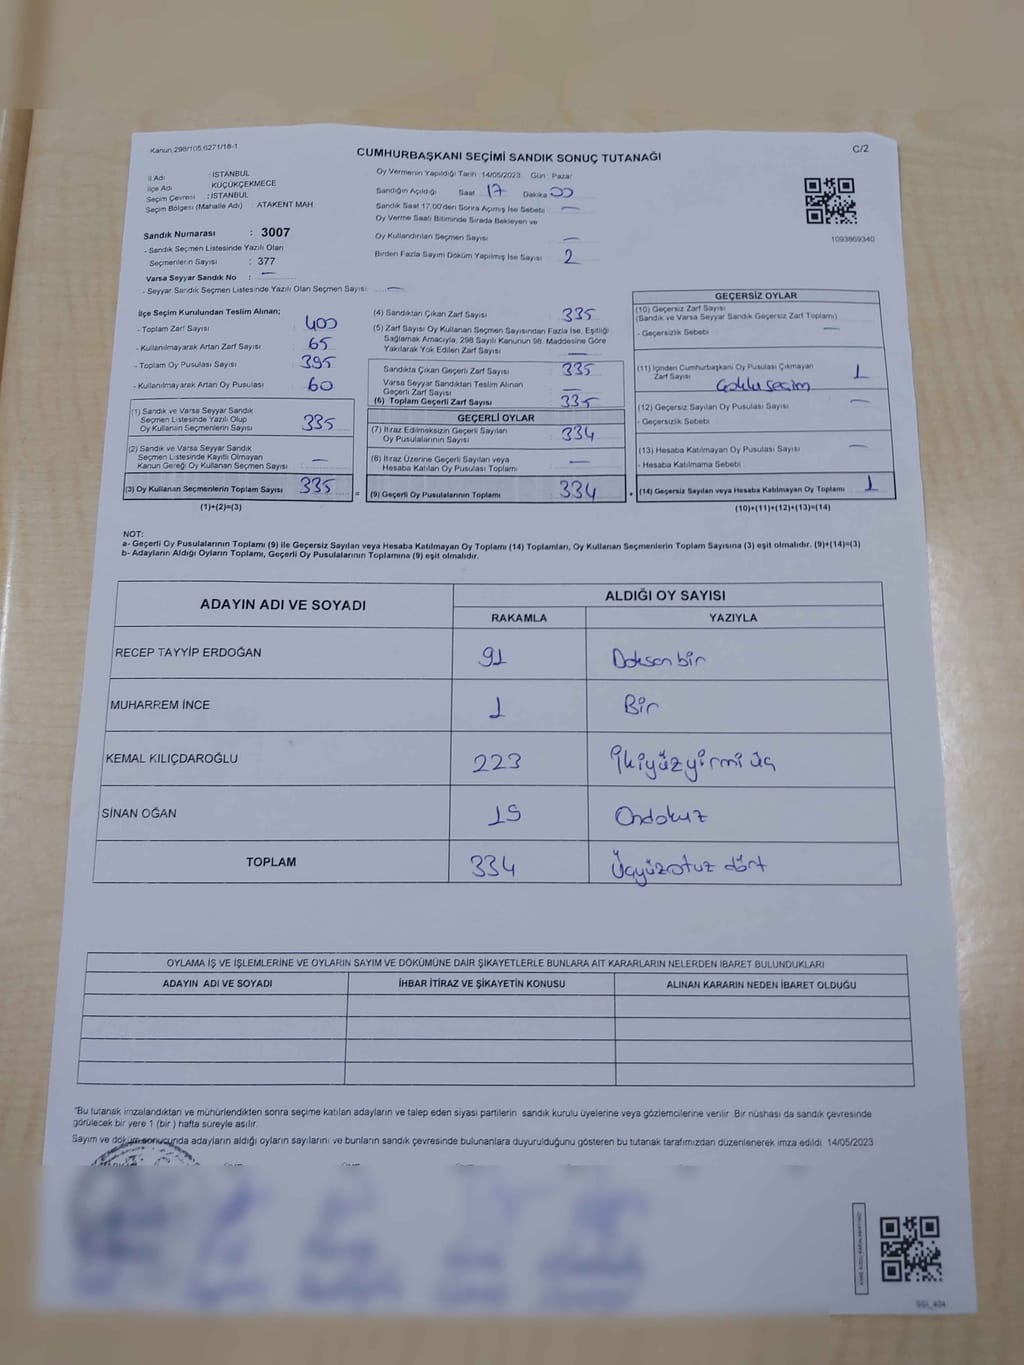 Kanun:298/105,6271/18-1
C/2
CUMHURBAŞKANI SEÇİMİ SANDIK SONUÇ TUTANAĞI
İl Adı : İSTANBUL
İlçe Adı : KÜÇÜKÇEKMECE
Seçim Çevresi : İSTANBUL
Seçim Bölgesi (Mahalle Adı) ATAKENT MAH.
Sandık Numarası : 3007
- Sandık Seçmen Listesinde Yazılı Olan
Seçmenlerin Sayısı : 377
Varsa Seyyar Sandık No : —
- Seyyar Sandık Seçmen Listesinde Yazılı Olan Seçmen Sayısı: —
Oy Vermenin Yapıldığı Tarih :14/05/2023 Gün : Pazar
Sandığın Açıldığı Saat 17 Dakika 00
Sandık Saat 17.00'den Sonra Açılmış İse Sebebi : —
Oy Verme Saati Bitiminde Sırada Bekleyen ve
Oy Kullandırılan Seçmen Sayısı —
Birden Fazla Sayım Döküm Yapılmış İse Sayısı : 2
1093869340
İlçe Seçim Kurulundan Teslim Alınan;
- Toplam Zarf Sayısı : 400
- Kullanılmayarak Artan Zarf Sayısı : 65
- Toplam Oy Pusulası Sayısı : 395
- Kullanılmayarak Artan Oy Pusulası : 60
(1) Sandık ve Varsa Seyyar Sandık
Seçmen Listesinde Yazılı Olup
Oy Kullanan Seçmenlerin Sayısı : 335
(2) Sandık ve Varsa Seyyar Sandık
Seçmen Listesinde Kayıtlı Olmayan
Kanun Gereği Oy Kullanan Seçmen Sayısı : —
(3) Oy Kullanan Seçmenlerin Toplam Sayısı 335
(1)+(2)=(3)
(4) Sandıktan Çıkan Zarf Sayısı : 335
(5) Zarf Sayısı Oy Kullanan Seçmen Sayısından Fazla İse, Eşitliği
Sağlamak Amacıyla, 298 Sayılı Kanunun 98. Maddesine Göre
Yakılarak Yok Edilen Zarf Sayısı : —
Sandıkta Çıkan Geçerli Zarf Sayısı : 335
Varsa Seyyar Sandıktan Teslim Alınan
Geçerli Zarf Sayısı : —
(6) Toplam Geçerli Zarf Sayısı : 335
GEÇERLİ OYLAR
(7) İtiraz Edilmeksizin Geçerli Sayılan
Oy Pusulalarının Sayısı : 334
(8) İtiraz Üzerine Geçerli Sayılan veya
Hesaba Katılan Oy Pusulası Toplamı : —
= (9) Geçerli Oy Pusulalarının Toplamı : 334
GEÇERSİZ OYLAR
(10) Geçersiz Zarf Sayısı
(Sandık ve Varsa Seyyar Sandık Geçersiz Zarf Toplamı) : —
- Geçersizlik Sebebi :
(11) İçinden Cumhurbaşkanı Oy Pusulası Çıkmayan
Zarf Sayısı : 1
(12) Geçersiz Sayılan Oy Pusulası Sayısı : —
- Geçersizlik Sebebi :
(13) Hesaba Katılmayan Oy Pusulası Sayısı : —
- Hesaba Katılmama Sebebi :
+ (14) Geçersiz Sayılan veya Hesaba Katılmayan Oy Toplamı : 1
(10)+(11)+(12)+(13)=(14)
NOT:
a- Geçerli Oy Pusulalarının Toplamı (9) ile Geçersiz Sayılan veya Hesaba Katılmayan Oy Toplamı (14) Toplamları, Oy Kullanan Seçmenlerin Toplam Sayısına (3) eşit olmalıdır. (9)+(14)=(3)
b- Adayların Aldığı Oyların Toplamı, Geçerli Oy Pusulalarının Toplamına (9) eşit olmalıdır.
ADAYIN ADI VE SOYADI ALDIĞI OY SAYISI
RAKAMLA YAZIYLA
RECEP TAYYİP ERDOĞAN 91 Doksan bir
MUHARREM İNCE 1 Bir
KEMAL KILIÇDAROĞLU 223 İkiyüzyirmi üç
SİNAN OĞAN 19 Ondokuz
TOPLAM 334 Üçyüzotuz dört
OYLAMA İŞ VE İŞLEMLERİNE VE OYLARIN SAYIM VE DÖKÜMÜNE DAİR ŞİKAYETLERLE BUNLARA AİT KARARLARIN NELERDEN İBARET BULUNDUKLARI
ADAYIN ADI VE SOYADI İHBAR İTİRAZ VE ŞİKAYETİN KONUSU ALINAN KARARIN NEDEN İBARET OLDUĞU
*Bu tutanak imzalandıktan ve mühürlendikten sonra seçime katılan adayların ve talep eden siyasi partilerin sandık kurulu üyelerine veya gözlemcilerine verilir. Bir nüshası da sandık çevresinde
görülecek bir yere 1 (bir ) hafta süreyle asılır.
Sayım ve döküm sonucunda adayların aldığı oyların sayılarını ve bunların sandık çevresinde bulunanlara duyurulduğunu gösteren bu tutanak tarafımızdan düzenlenerek imza edildi. 14/05/2023